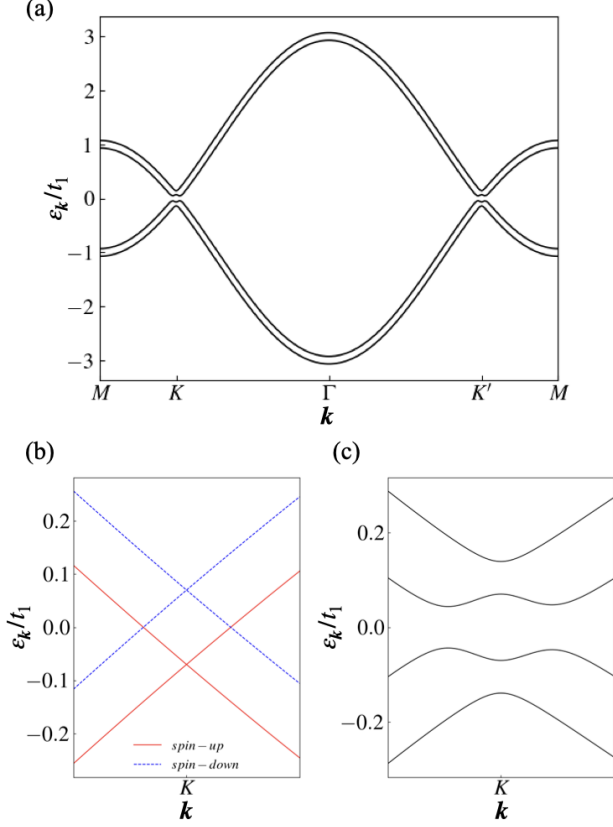 (a)
3
2
1
0
−1
−2
−3
ε_k/t_1
M K Γ K′ M
k
(b)
0.2
0.1
0.0
−0.1
−0.2
ε_k/t_1
spin−up
spin−down
K
k
(c)
0.2
0.0
−0.2
ε_k/t_1
K
k